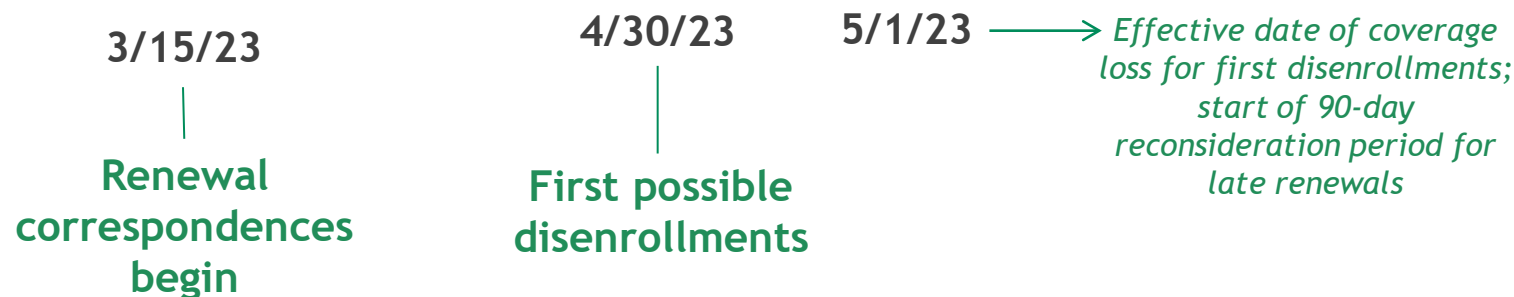 3/15/23
Renewal
correspondences
begin
4/30/23
First possible
disenrollments
5/1/23
Effective date of coverage
loss for first disenrollments;
start of 90-day
reconsideration period for
late renewals